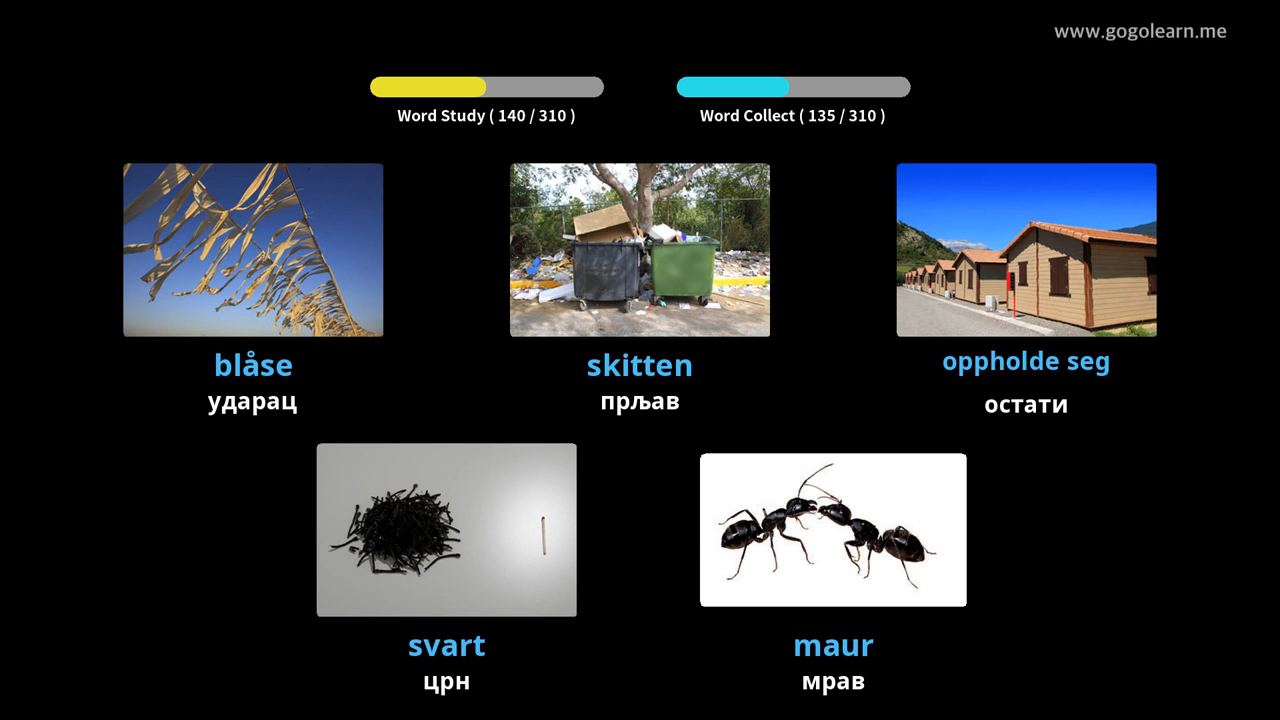 www.gogolearn.me
Word Study ( 140 / 310 )
Word Collect ( 135 / 310 )
blåse
ударац
skitten
прљав
oppholde seg
остати
svart
црн
maur
мрав